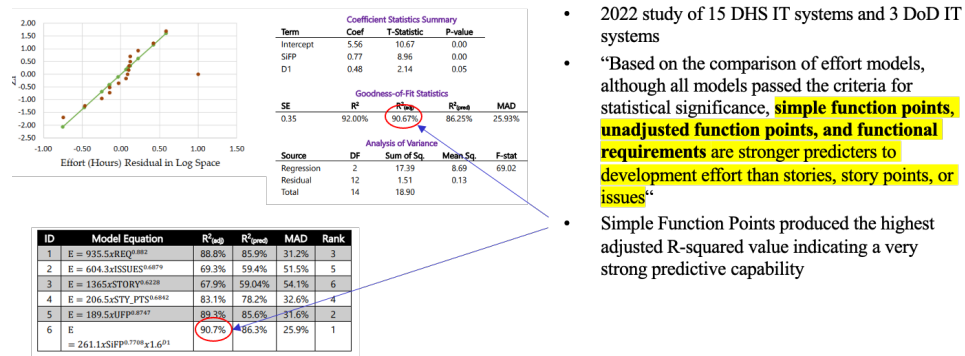 2.00
1.50
1.00
0.50
0.00
-0.50
-1.00
-1.50
-2.00
-2.50
-1.00 -0.50 0.00 0.50 1.00 1.50
Effort (Hours) Residual in Log Space
Coefficient Statistics Summary
Term Coef T-Statistic P-value
Intercept 5.56 10.67 0.00
SiFP 0.77 8.96 0.00
D1 0.48 2.14 0.05
Goodness-of-Fit Statistics
SE R² R²(adj) R²(pred) MAD
0.35 92.00% 90.67% 86.25% 25.93%
Analysis of Variance
Source DF Sum of Sq. Mean Sq. F-stat
Regression 2 17.39 8.69 69.02
Residual 12 1.51 0.13
Total 14 18.90
ID Model Equation R²(adj) R²(pred) MAD Rank
1 E = 935.5xREQ^0.882 88.8% 85.9% 31.2% 3
2 E = 604.3xISSUES^0.6879 69.3% 59.4% 51.5% 5
3 E = 1365xSTORY^0.6228 67.9% 59.04% 54.1% 6
4 E = 206.5xSTY_PTS^0.6842 83.1% 78.2% 32.6% 4
5 E = 189.5xUFP^0.8747 89.3% 85.6% 31.6% 2
6 E 90.7% 86.3% 25.9% 1
= 261.1xSiFP^0.7708x1.6^D1
• 2022 study of 15 DHS IT systems and 3 DoD IT
systems
• “Based on the comparison of effort models,
although all models passed the criteria for
statistical significance, simple function points,
unadjusted function points, and functional
requirements are stronger predicters to
development effort than stories, story points, or
issues“
• Simple Function Points produced the highest
adjusted R-squared value indicating a very
strong predictive capability